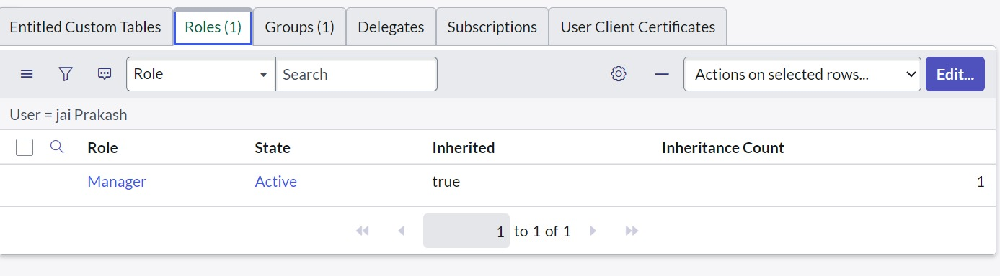 Entitled Custom Tables Roles (1) Groups (1) Delegates Subscriptions User Client Certificates
Role Search Actions on selected rows... Edit...
User = jai Prakash
Role State Inherited Inheritance Count
Manager Active true 1
1 to 1 of 1